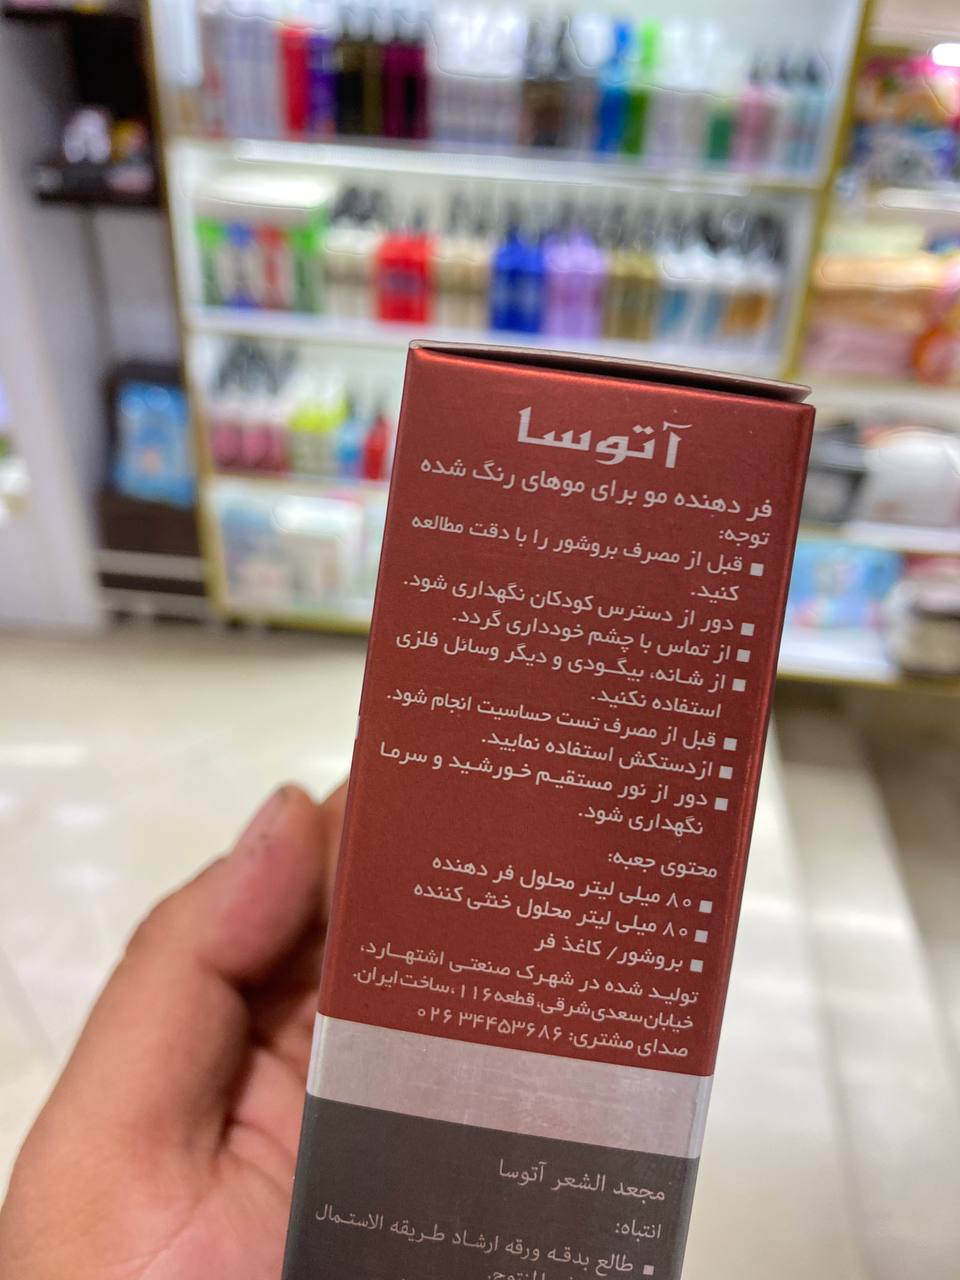 آتوسا
فر دهنده مو برای موهای رنگ شده
توجه:
■ قبل از مصرف بروشور را با دقت مطالعه
کنید.
■ دور از دسترس کودکان نگهداری شود.
■ از تماس با چشم خودداری گردد.
■ از شانه، بیگودی و دیگر وسائل فلزی
استفاده نکنید.
■ قبل از مصرف تست حساسیت انجام شود.
■ ازدستکش استفاده نمایید.
■ دور از نور مستقیم خورشید و سرما
نگهداری شود.
محتوی جعبه:
■ ۸۰ میلی لیتر محلول فر دهنده
■ ۸۰ میلی لیتر محلول خنثی کننده
■ بروشور/ کاغذ فر
تولید شده در شهرک صنعتی اشتهارد،
خیابان سعدی شرقی، قطعه ۱۱۶، ساخت ایران.
صدای مشتری: ۳۴۴۵۳۶۸۶ ۰۲۶
مجعد الشعر آتوسا
انتباه:
■ طالع بدقه ورقه ارشاد طریقه الاستمال
المنتوج.